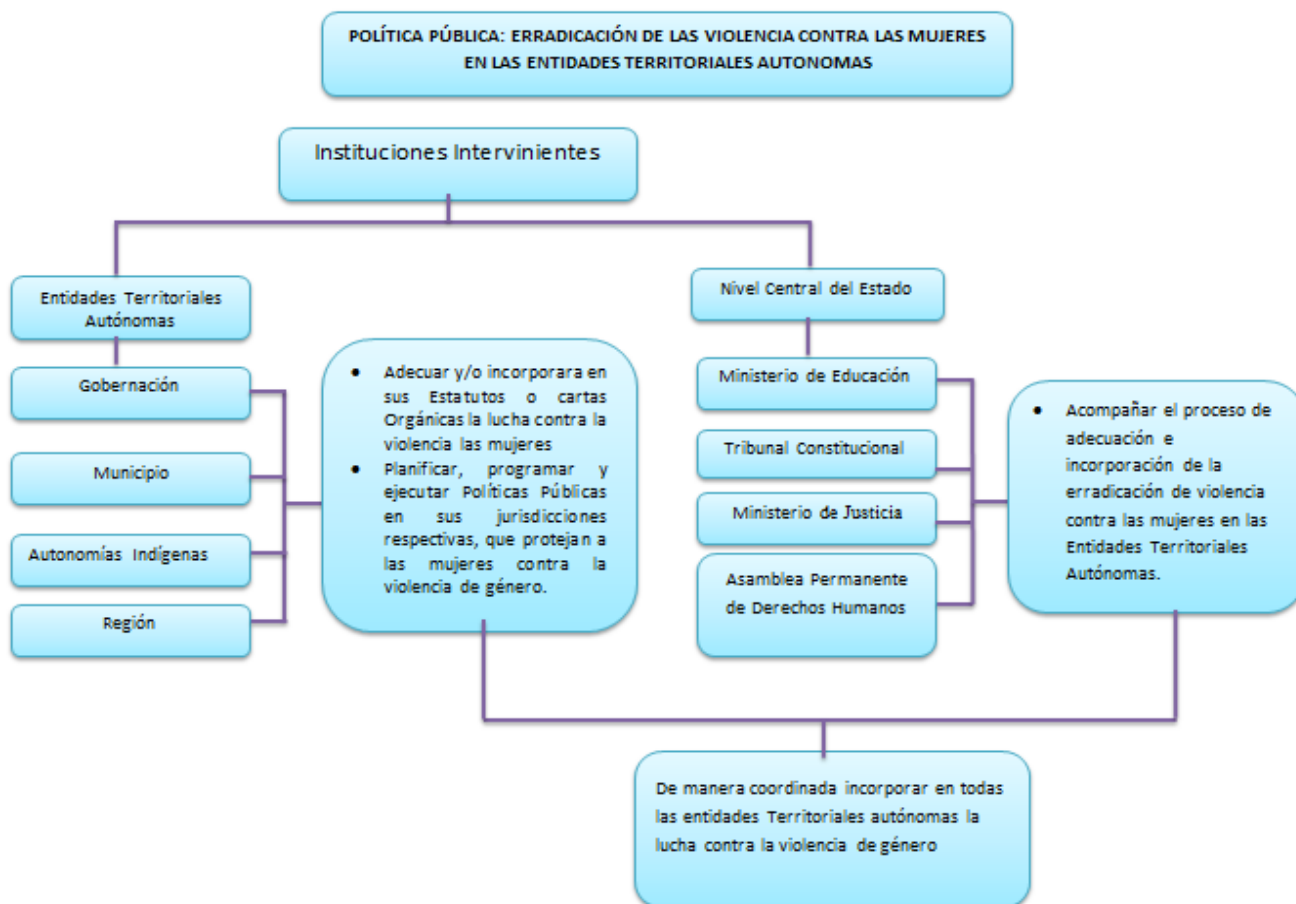 POLÍTICA PÚBLICA: ERRADICACIÓN DE LAS VIOLENCIA CONTRA LAS MUJERES
EN LAS ENTIDADES TERRITORIALES AUTONOMAS
Instituciones Intervinientes
Entidades Territoriales
Autónomas
Gobernación
Municipio
Autonomías Indígenas
Región
• Adecuar y/o incorporara en
sus Estatutos o cartas
Orgánicas la lucha contra la
violencia las mujeres
• Planificar, programar y
ejecutar Políticas Públicas
en sus jurisdicciones
respectivas, que protejan a
las mujeres contra la
violencia de género.
Nivel Central del Estado
Ministerio de Educación
Tribunal Constitucional
Ministerio de Justicia
Asamblea Permanente
de Derechos Humanos
• Acompañar el proceso de
adecuación e
incorporación de la
erradicación de violencia
contra las mujeres en las
Entidades Territoriales
Autónomas.
De manera coordinada incorporar en todas
las entidades Territoriales autónomas la
lucha contra la violencia de género